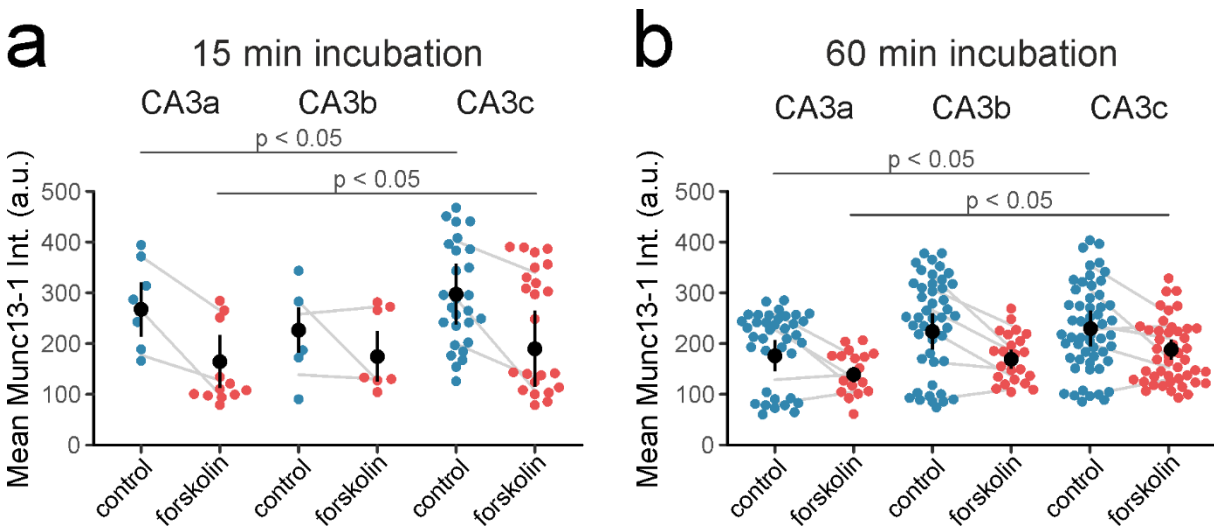 a
15 min incubation
CA3a CA3b CA3c
p < 0.05
p < 0.05
Mean Munc13-1 Int. (a.u.)
500
400
300
200
100
0
control forskolin control forskolin control forskolin
b
60 min incubation
CA3a CA3b CA3c
p < 0.05
p < 0.05
Mean Munc13-1 Int. (a.u.)
500
400
300
200
100
0
control forskolin control forskolin control forskolin